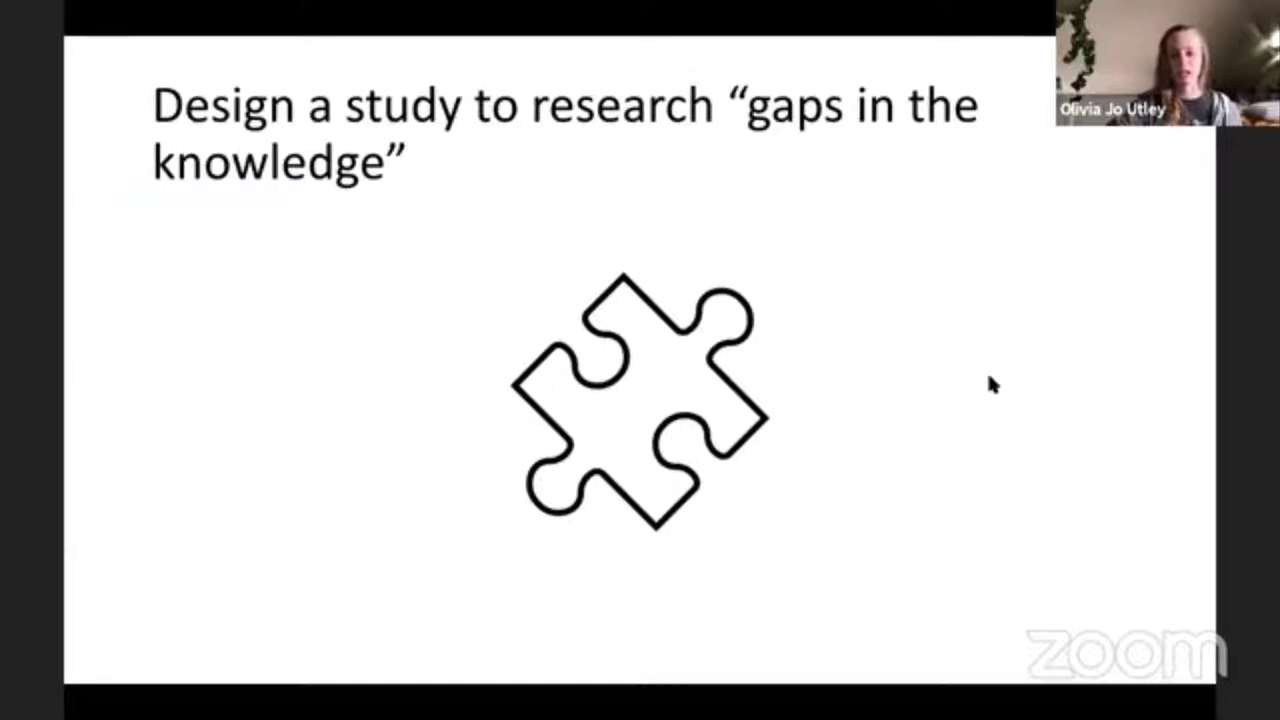 Design a study to research “gaps in the
knowledge”
Olivia Jo Utley
zoom